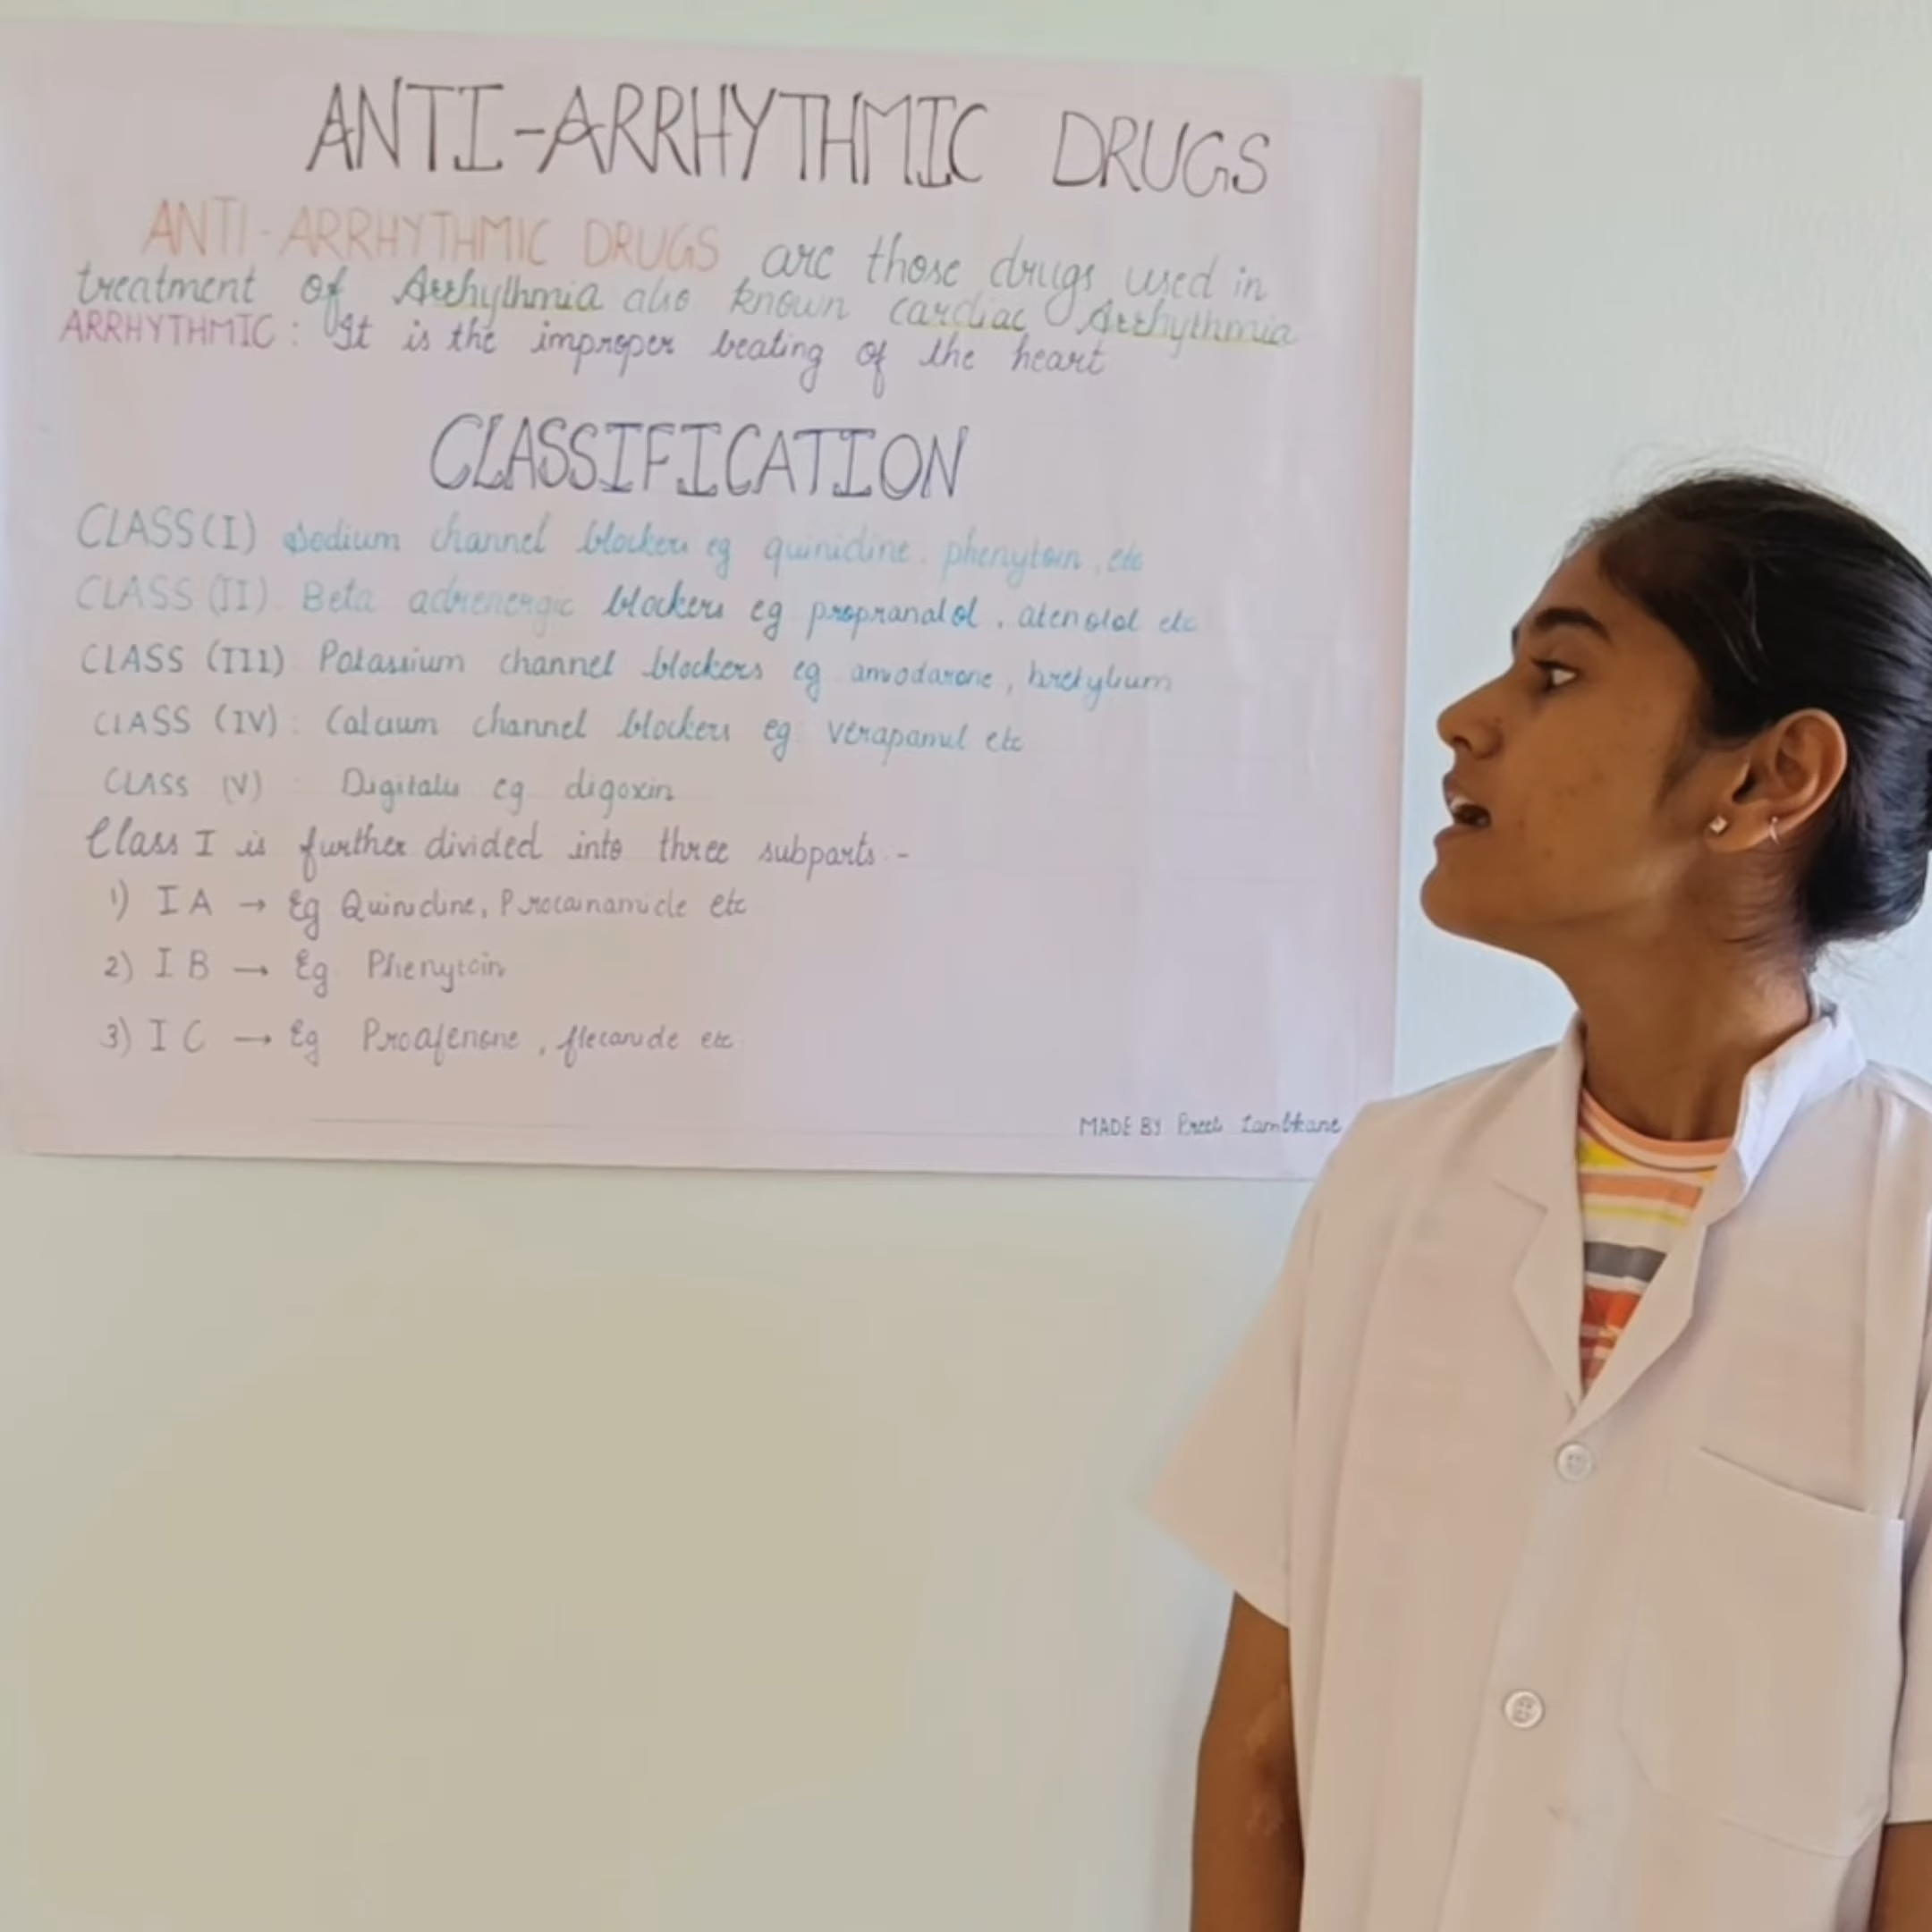 ANTI-ARRHYTHMIC DRUGS
ANTI-ARRHYTHMIC DRUGS are those drugs used in
treatment of Arrhythmia also known cardiac Arrhythmia
ARRHYTHMIC: It is the improper beating of the heart
CLASSIFICATION
CLASS(I) Sodium channel blockers eg quinidine, phenytoin, etc
CLASS (II) Beta adrenergic blockers eg propranalol, atenolol etc
CLASS (III) Potassium channel blockers eg amiodarone, bretylium
CLASS (IV): Calcium channel blockers eg verapamil etc
CLASS (V): Digitalis eg digoxin
Class I is further divided into three subparts -
1) I A → Eg Quinidine, Procainamide etc
2) I B → Eg Phenytoin
3) I C → Eg Proafenone, flecanide etc
MADE BY Preeti